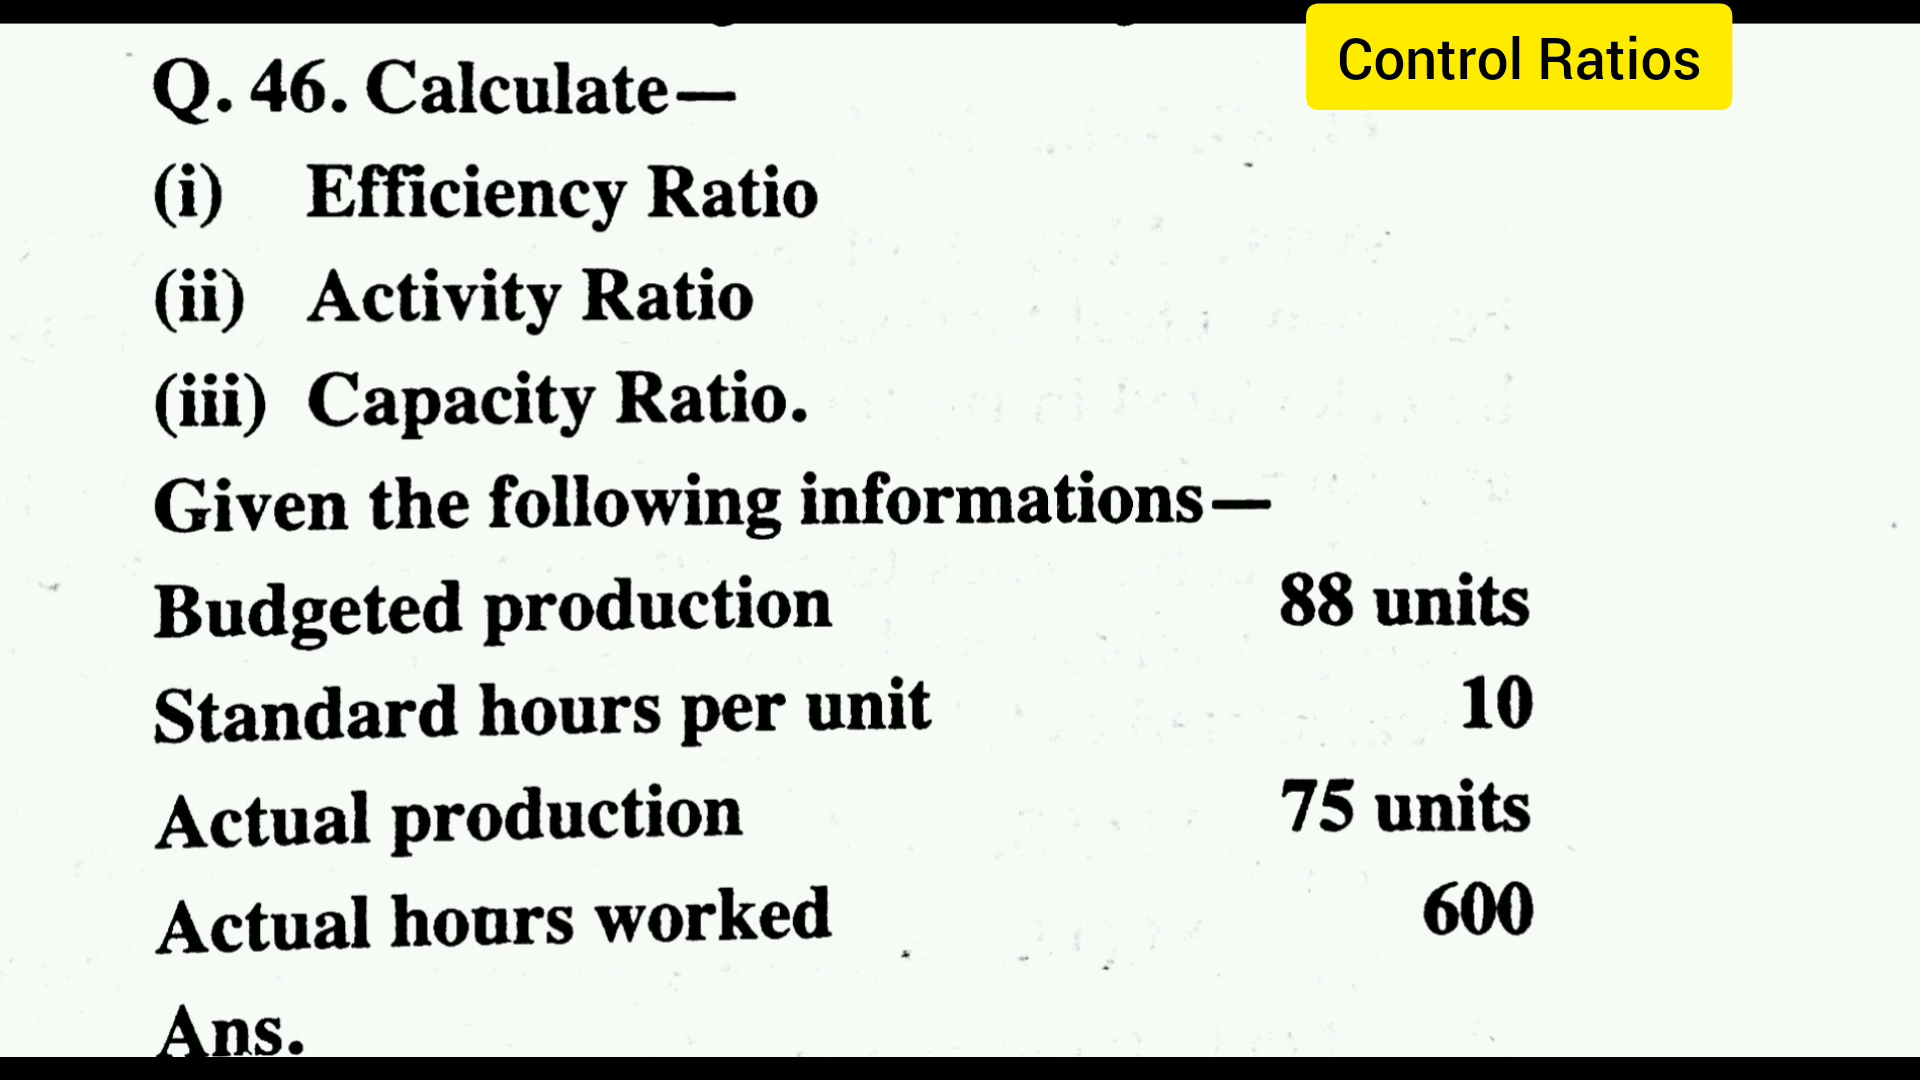 Control Ratios
Q. 46. Calculate—
(i) Efficiency Ratio
(ii) Activity Ratio
(iii) Capacity Ratio.
Given the following informations—
Budgeted production 88 units
Standard hours per unit 10
Actual production 75 units
Actual hours worked 600
Ans.